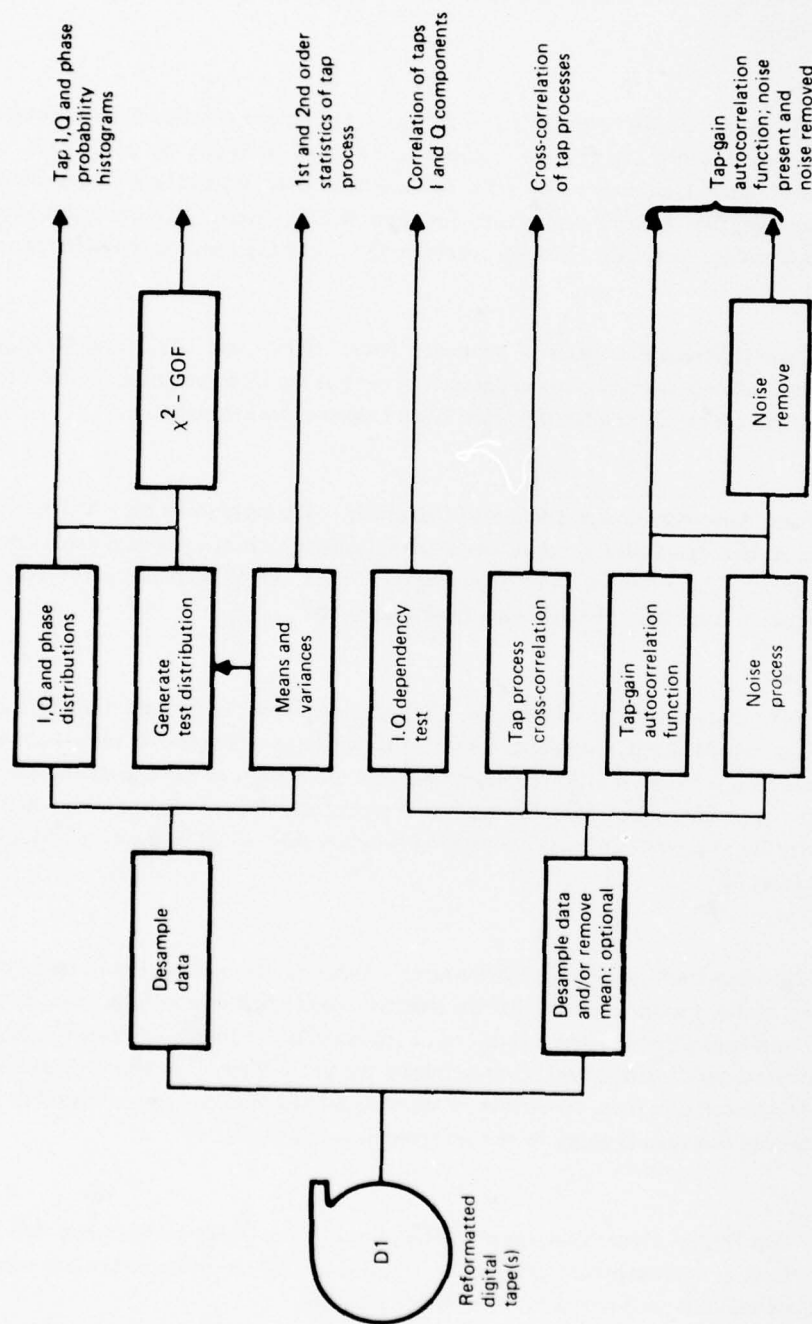 D1
Reformatted
digital
tape(s)
Desample
data
Desample data
and/or remove
mean: optional
I,Q and phase
distributions
Generate
test distribution
Means and
variances
I.Q dependency
test
Tap process
cross-correlation
Tap-gain
autocorrelation
function
Noise
process
χ² - GOF
Noise
remove
Tap I,Q and phase
probability
histograms
1st and 2nd order
statistics of tap
process
Correlation of taps
I and Q components
Cross-correlation
of tap processes
Tap-gain
autocorrelation
function; noise
present and
noise removed